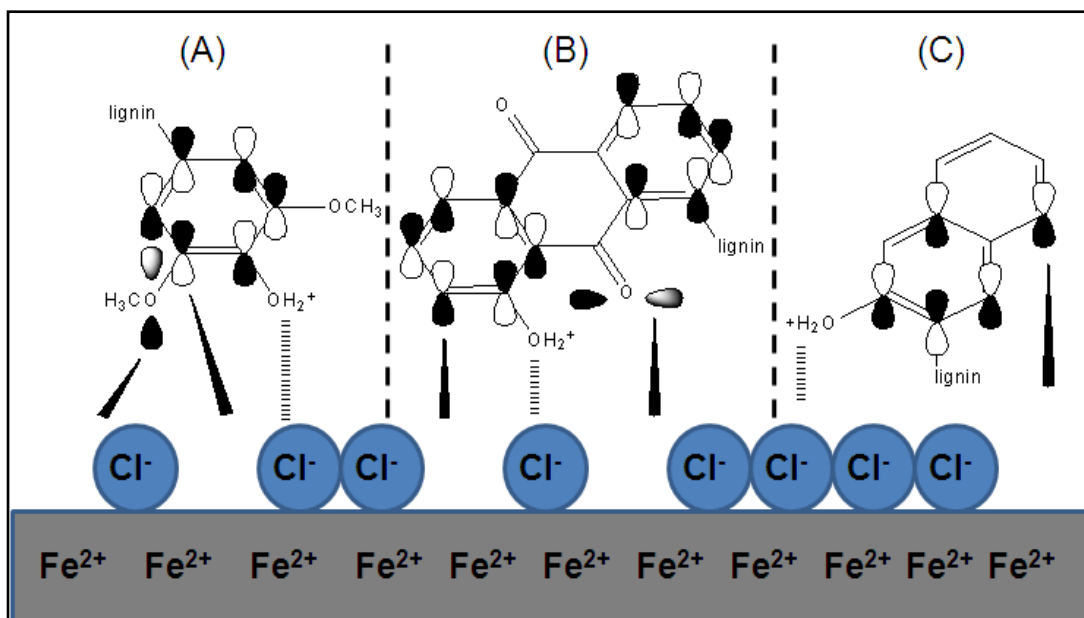 (A)
(B)
(C)
lignin
OCH₃
H₃CO
OH₂⁺
O
O
lignin
OH₂⁺
⁺H₂O
lignin
Cl⁻ Cl⁻ Cl⁻ Cl⁻ Cl⁻ Cl⁻ Cl⁻ Cl⁻
Fe²⁺ Fe²⁺ Fe²⁺ Fe²⁺ Fe²⁺ Fe²⁺ Fe²⁺ Fe²⁺ Fe²⁺ Fe²⁺ Fe²⁺